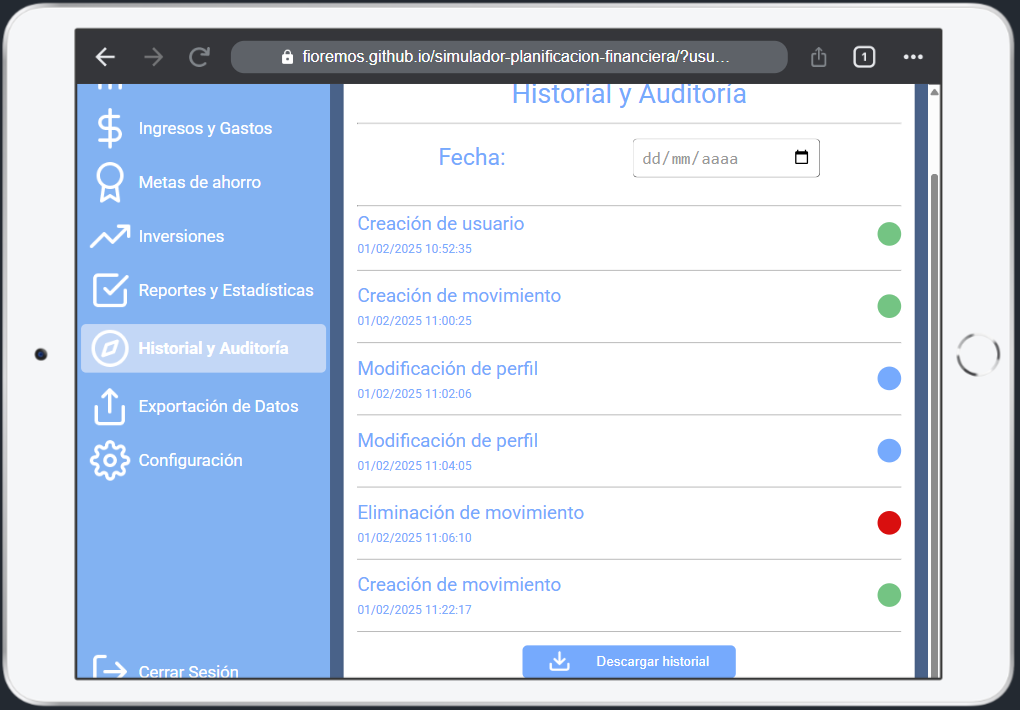 fioremos.github.io/simulador-planificacion-financiera/?usu...
1
Ingresos y Gastos
Metas de ahorro
Inversiones
Reportes y Estadísticas
Historial y Auditoría
Exportación de Datos
Configuración
Cerrar Sesión
Historial y Auditoría
Fecha:
dd/mm/aaaa
Creación de usuario
01/02/2025 10:52:35
Creación de movimiento
01/02/2025 11:00:25
Modificación de perfil
01/02/2025 11:02:06
Modificación de perfil
01/02/2025 11:04:05
Eliminación de movimiento
01/02/2025 11:06:10
Creación de movimiento
01/02/2025 11:22:17
Descargar historial